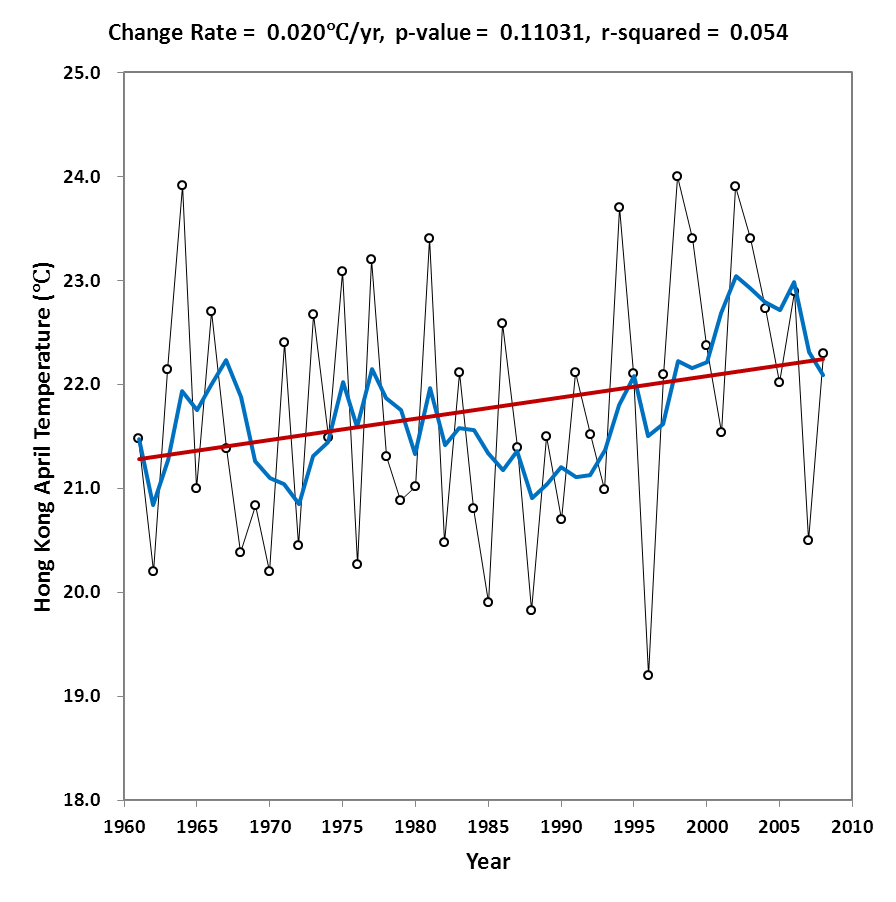 Change Rate = 0.020℃/yr, p-value = 0.11031, r-squared = 0.054
25.0
24.0
23.0
22.0
21.0
20.0
19.0
18.0
Hong Kong April Temperature (℃)
1960 1965 1970 1975 1980 1985 1990 1995 2000 2005 2010
Year